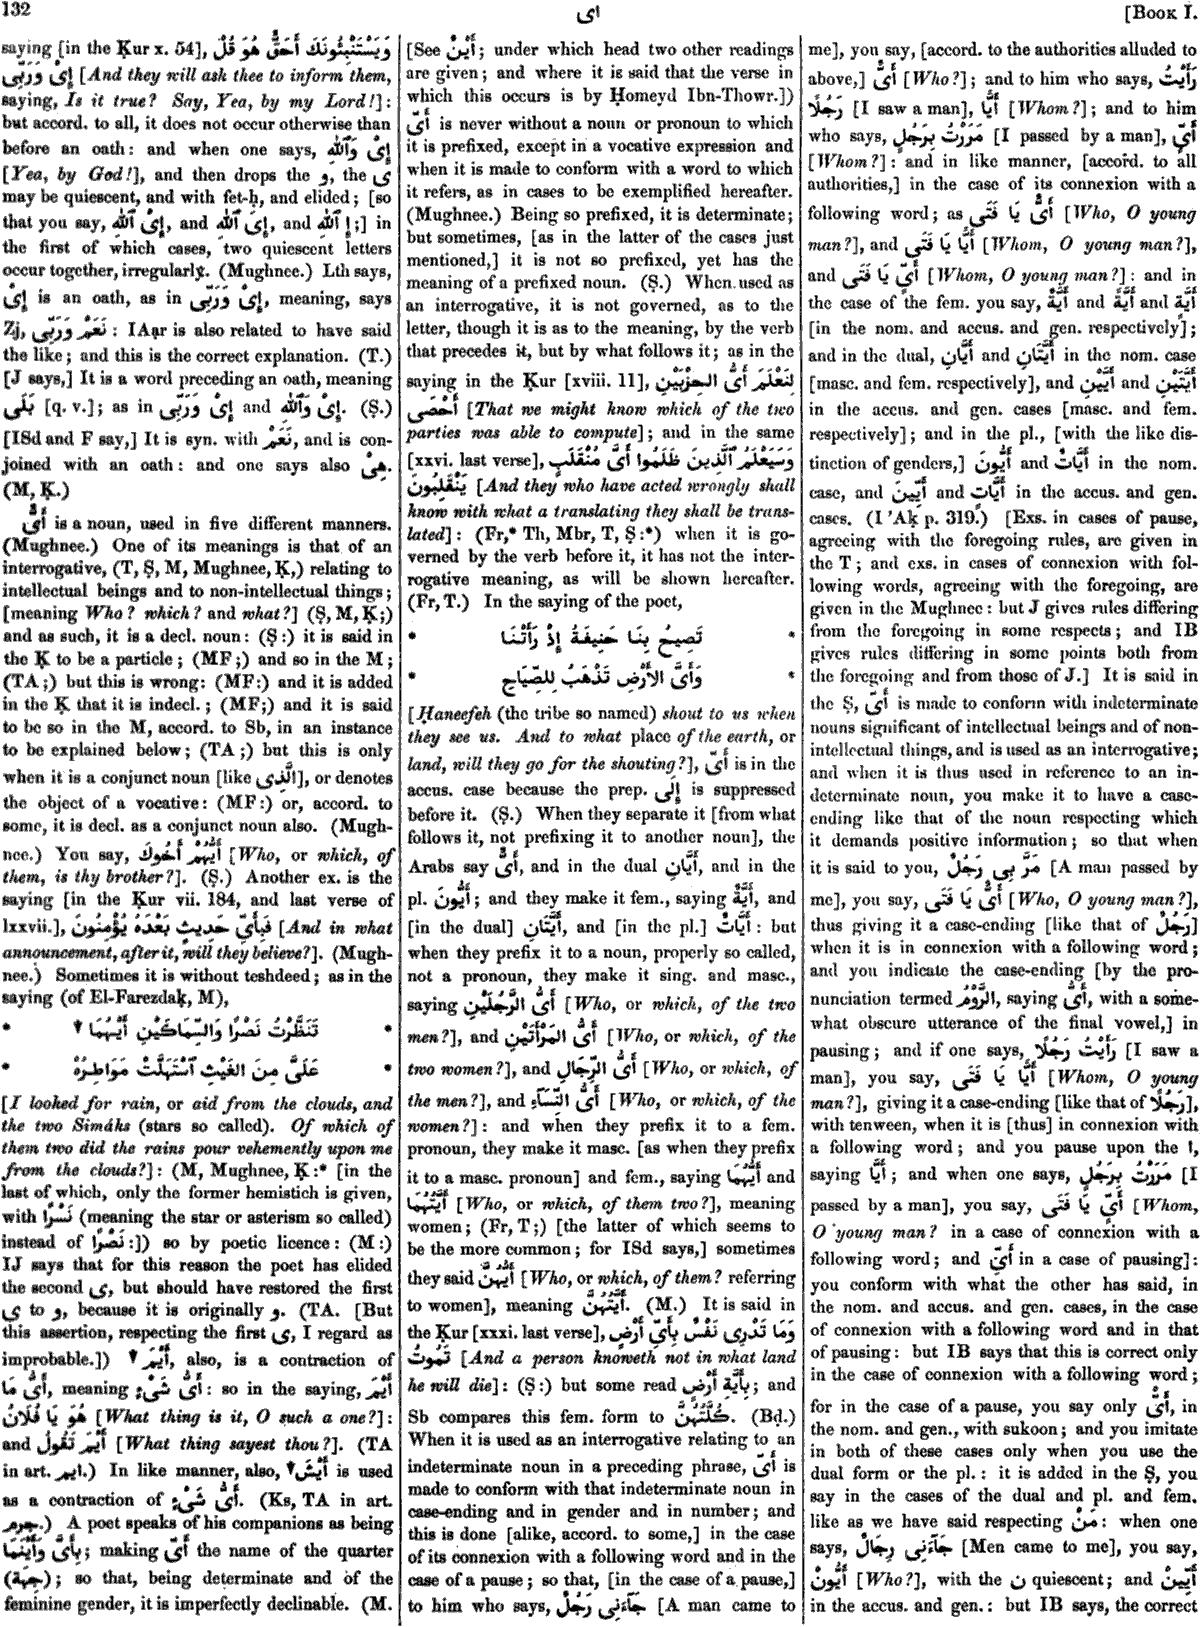 132
اى
[Book I.
saying [in the Ḳur x. 54], وَيَسْتَنْبِئُونَكَ أَحَقٌّ هُوَ قُلْ
إِىْ وَرَبِّى [And they will ask thee to inform them,
saying, Is it true? Say, Yea, by my Lord!]:
but accord. to all, it does not occur otherwise than
before an oath: and when one says, إِىْ وَٱللّٰهِ
[Yea, by God!], and then drops the و, the ى
may be quiescent, and with fet-ḥ, and elided; [so
that you say, إِىْ ٱللّٰهِ, and إِىَ ٱللّٰهِ, and إِ ٱللّٰهِ;] in
the first of which cases, two quiescent letters
occur together, irregularly. (Mughnee.) Lth says,
إِىْ is an oath, as in إِىْ وَرَبِّى, meaning, says
Zj, نَعَمْ وَرَبِّى: IAạr is also related to have said
the like; and this is the correct explanation. (T.)
[J says,] It is a word preceding an oath, meaning
بَلَى [q. v.]; as in إِىْ وَرَبِّى and إِىْ وَٱللّٰهِ. (Ṣ.)
[ISd and F say,] It is syn. with نَعَمْ, and is con-
joined with an oath: and one says also هِىْ.
(M, Ḳ.)
أَىٌّ is a noun, used in five different manners.
(Mughnee.) One of its meanings is that of an
interrogative, (T, Ṣ, M, Mughnee, Ḳ,) relating to
intellectual beings and to non-intellectual things;
[meaning Who? which? and what?] (Ṣ, M, Ḳ;)
and as such, it is a decl. noun: (Ṣ:) it is said in
the Ḳ to be a particle; (MF;) and so in the M;
(TA;) but this is wrong: (MF:) and it is added
in the Ḳ that it is indecl.; (MF;) and it is said
to be so in the M, accord. to Sb, in an instance
to be explained below; (TA;) but this is only
when it is a conjunct noun [like الَّذِى], or denotes
the object of a vocative: (MF:) or, accord. to
some, it is decl. as a conjunct noun also. (Mugh-
nee.) You say, أَيُّهُمْ أَخُوكَ [Who, or which, of
them, is thy brother?]. (Ṣ.) Another ex. is the
saying [in the Ḳur vii. 184, and last verse of
lxxvii.], فَبِأَىِّ حَدِيثٍ بَعْدَهُ يُؤْمِنُونَ [And in what
announcement, after it, will they believe?]. (Mugh-
nee.) Sometimes it is without teshdeed; as in the
saying (of El-Farezdaḳ, M),
* تَنَظَّرْتُ نَصْرًا وَالسِّمَاكَيْنِ أَيْهُمَا ▼ *
* عَلَىَّ مِنَ الغَيْثِ ٱسْتَهَلَّتْ مَوَاطِرُهْ *
[I looked for rain, or aid from the clouds, and
the two Simáks (stars so called). Of which of
them two did the rains pour vehemently upon me
from the clouds?]: (M, Mughnee, Ḳ:* [in the
last of which, only the former hemistich is given,
with نَسْرًا (meaning the star or asterism so called)
instead of نَصْرًا:]) so by poetic licence: (M:)
IJ says that for this reason the poet has elided
the second ى, but should have restored the first
ى to و, because it is originally و. (TA. [But
this assertion, respecting the first ى, I regard as
improbable.]) ▼ أَيْمَ, also, is a contraction of
أَىُّ مَا, meaning أَىُّ شَىْءٍ: so in the saying, أَيْمَ
هُوَ يَا فُلَانُ [What thing is it, O such a one?]:
and أَيْمَ تَقُولُ [What thing sayest thou?]. (TA
in art. ايم.) In like manner, also, ▼ أَيْشَ is used
as a contraction of أَىُّ شَىْءٍ. (Ks, TA in art.
جرم.) A poet speaks of his companions as being
بِأَىَّ وَأَيْنَمَا; making أَىّ the name of the quarter
(جِهَة); so that, being determinate and of the
feminine gender, it is imperfectly declinable. (M.
[See أَيْنٌ; under which head two other readings
are given; and where it is said that the verse in
which this occurs is by Ḥomeyd Ibn-Thowr.])
أَىّ is never without a noun or pronoun to which
it is prefixed, except in a vocative expression and
when it is made to conform with a word to which
it refers, as in cases to be exemplified hereafter.
(Mughnee.) Being so prefixed, it is determinate;
but sometimes, [as in the latter of the cases just
mentioned,] it is not so prefixed, yet has the
meaning of a prefixed noun. (Ṣ.) When used as
an interrogative, it is not governed, as to the
letter, though it is as to the meaning, by the verb
that precedes it, but by what follows it; as in the
saying in the Ḳur [xviii. 11], لِنَعْلَمَ أَىُّ الحِزْبَيْنِ
أَحْصَى [That we might know which of the two
parties was able to compute]; and in the same
[xxvi. last verse], وَسَيَعْلَمُ ٱلَّذِينَ ظَلَمُوا أَىَّ مُنْقَلَبٍ
يَنْقَلِبُونَ [And they who have acted wrongly shall
know with what a translating they shall be trans-
lated]: (Fr,* Th, Mbr, T, Ṣ:*) when it is go-
verned by the verb before it, it has not the inter-
rogative meaning, as will be shown hereafter.
(Fr, T.) In the saying of the poet,
* تَصِيحُ بِنَا حَنِيفَةُ إِذْ رَأَتْنَا *
* وَأَىَّ الأَرْضِ تَذْهَبُ لِلصِّيَاحِ *
[Ḥaneefeh (the tribe so named) shout to us when
they see us. And to what place of the earth, or
land, will they go for the shouting?], أَىّ is in the
accus. case because the prep. إِلَى is suppressed
before it. (Ṣ.) When they separate it [from what
follows it, not prefixing it to another noun], the
Arabs say أَىٌّ, and in the dual أَيَّانِ, and in the
pl. أَيُّونَ; and they make it fem., saying أَيَّةٌ, and
[in the dual] أَيَّتَانِ, and [in the pl.] أَيَّاتٌ: but
when they prefix it to a noun, properly so called,
not a pronoun, they make it sing. and masc.,
saying أَىُّ الرَّجُلَيْنِ [Who, or which, of the two
men?], and أَىُّ المَرْأَتَيْنِ [Who, or which, of the
two women?], and أَىُّ الرِّجَالِ [Who, or which, of
the men?], and أَىُّ النِّسَآءِ [Who, or which, of the
women?]: and when they prefix it to a fem.
pronoun, they make it masc. [as when they prefix
it to a masc. pronoun] and fem., saying أَيُّهُمَا and
أَيَّتُهُمَا [Who, or which, of them two?], meaning
women; (Fr, T;) [the latter of which seems to
be the more common; for ISd says,] sometimes
they said أَيُّهُنَّ [Who, or which, of them? referring
to women], meaning أَيَّتُهُنَّ. (M.) It is said in
the Ḳur [xxxi. last verse], وَمَا تَدْرِى نَفْسٌ بِأَىِّ أَرْضٍ
تَمُوتُ [And a person knoweth not in what land
he will die]: (Ṣ:) but some read بِأَيَّةِ أَرْضٍ; and
Sb compares this fem. form to كُلَّتُهُنَّ. (Bḍ.)
When it is used as an interrogative relating to an
indeterminate noun in a preceding phrase, أَىّ is
made to conform with that indeterminate noun in
case-ending and in gender and in number; and
this is done [alike, accord. to some,] in the case
of its connexion with a following word and in the
case of a pause; so that, [in the case of a pause,]
to him who says, جَآءَنِى رَجُلٌ [A man came to
me], you say, [accord. to the authorities alluded to
above,] أَىٌّ [Who?]; and to him who says, رَأَيْتُ
رَجُلًا [I saw a man], أَيًّا [Whom?]; and to him
who says, مَرَرْتُ بِرَجُلٍ [I passed by a man], أَىٍّ
[Whom?]: and in like manner, [accord. to all
authorities,] in the case of its connexion with a
following word; as أَىٌّ يَا فَتَى [Who, O young
man?], and أَيًّا يَا فَتَى [Whom, O young man?],
and أَىٍّ يَا فَتَى [Whom, O young man?]: and in
the case of the fem. you say, أَيَّةٌ and أَيَّةً and أَيَّةٍ
[in the nom. and accus. and gen. respectively];
and in the dual, أَيَّانِ and أَيَّتَانِ in the nom. case
[masc. and fem. respectively], and أَيَّيْنِ and أَيَّتَيْنِ
in the accus. and gen. cases [masc. and fem.
respectively]; and in the pl., [with the like dis-
tinction of genders,] أَيُّونَ and أَيَّاتٌ in the nom.
case, and أَيِّينَ and أَيَّاتٍ in the accus. and gen.
cases. (I 'Aḳ p. 319.) [Exs. in cases of pause,
agreeing with the foregoing rules, are given in
the T; and exs. in cases of connexion with fol-
lowing words, agreeing with the foregoing, are
given in the Mughnee: but J gives rules differing
from the foregoing in some respects; and IB
gives rules differing in some points both from
the foregoing and from those of J.] It is said in
the Ṣ, أَىّ is made to conform with indeterminate
nouns significant of intellectual beings and of non-
intellectual things, and is used as an interrogative;
and when it is thus used in reference to an in-
determinate noun, you make it to have a case-
ending like that of the noun respecting which
it demands positive information; so that when
it is said to you, مَرَّ بِى رَجُلٌ [A man passed by
me], you say, أَىٌّ يَا فَتَى [Who, O young man?],
thus giving it a case-ending [like that of رَجُلٌ]
when it is in connexion with a following word;
and you indicate the case-ending [by the pro-
nunciation termed الرَّوْمُ, saying أَىُّ, with a some-
what obscure utterance of the final vowel,] in
pausing; and if one says, رَأَيْتُ رَجُلًا [I saw a
man], you say, أَيًّا يَا فَتَى [Whom, O young
man?], giving it a case-ending [like that of رَجُلًا],
with tenween, when it is [thus] in connexion with
a following word; and you pause upon the ا,
saying أَيَّا; and when one says, مَرَرْتُ بِرَجُلٍ [I
passed by a man], you say, أَىٍّ يَا فَتَى [Whom,
O young man? in a case of connexion with a
following word; and أَىِّ in a case of pausing]:
you conform with what the other has said, in
the nom. and accus. and gen. cases, in the case
of connexion with a following word and in that
of pausing: but IB says that this is correct only
in the case of connexion with a following word;
for in the case of a pause, you say only أَىّْ, in
the nom. and gen., with sukoon; and you imitate
in both of these cases only when you use the
dual form or the pl.: it is added in the Ṣ, you
say in the cases of the dual and pl. and fem.
like as we have said respecting مَنْ: when one
says, جَآءَنِى رِجَالٌ [Men came to me], you say,
أَيُّونْ [Who?], with the ن quiescent; and أَيِّينْ
in the accus. and gen.: but IB says, the correct